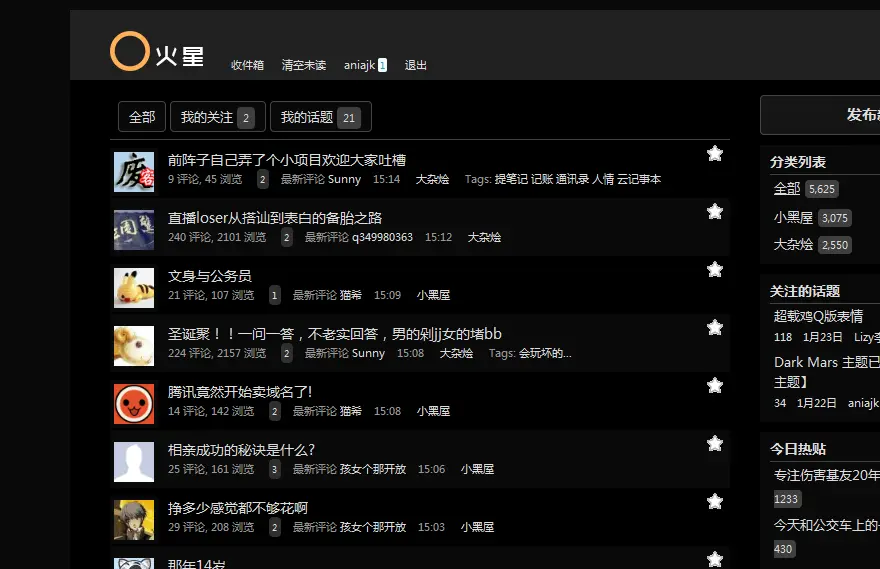 火星
收件箱 清空未读 aniajk 1 退出
全部 我的关注 2 我的话题 21
前阵子自己弄了个小项目欢迎大家吐槽
9 评论, 45 浏览 2 最新评论 Sunny 15:14 大杂烩 Tags: 提笔记 记账 通讯录 人情 云记事本
直播loser从搭讪到表白的备胎之路
240 评论, 2101 浏览 2 最新评论 q349980363 15:12 大杂烩
文身与公务员
21 评论, 107 浏览 1 最新评论 猫希 15:09 小黑屋
圣诞聚！！一问一答，不老实回答，男的剁jj女的堵bb
224 评论, 2157 浏览 2 最新评论 Sunny 15:08 大杂烩 Tags: 会玩坏的...
腾讯竟然开始卖域名了!
14 评论, 142 浏览 2 最新评论 猫希 15:08 小黑屋
相亲成功的秘诀是什么?
25 评论, 161 浏览 3 最新评论 孩女个那开放 15:06 小黑屋
挣多少感觉都不够花啊
29 评论, 208 浏览 2 最新评论 孩女个那开放 15:03 小黑屋
那年14岁
发布
分类列表
全部 5,625
小黑屋 3,075
大杂烩 2,550
关注的话题
超载鸡Q版表情
118 1月23日 Lizy
Dark Mars 主题已
主题】
34 1月22日 aniajk
今日热贴
专注伤害基友20年
1233
今天和公交车上的
430